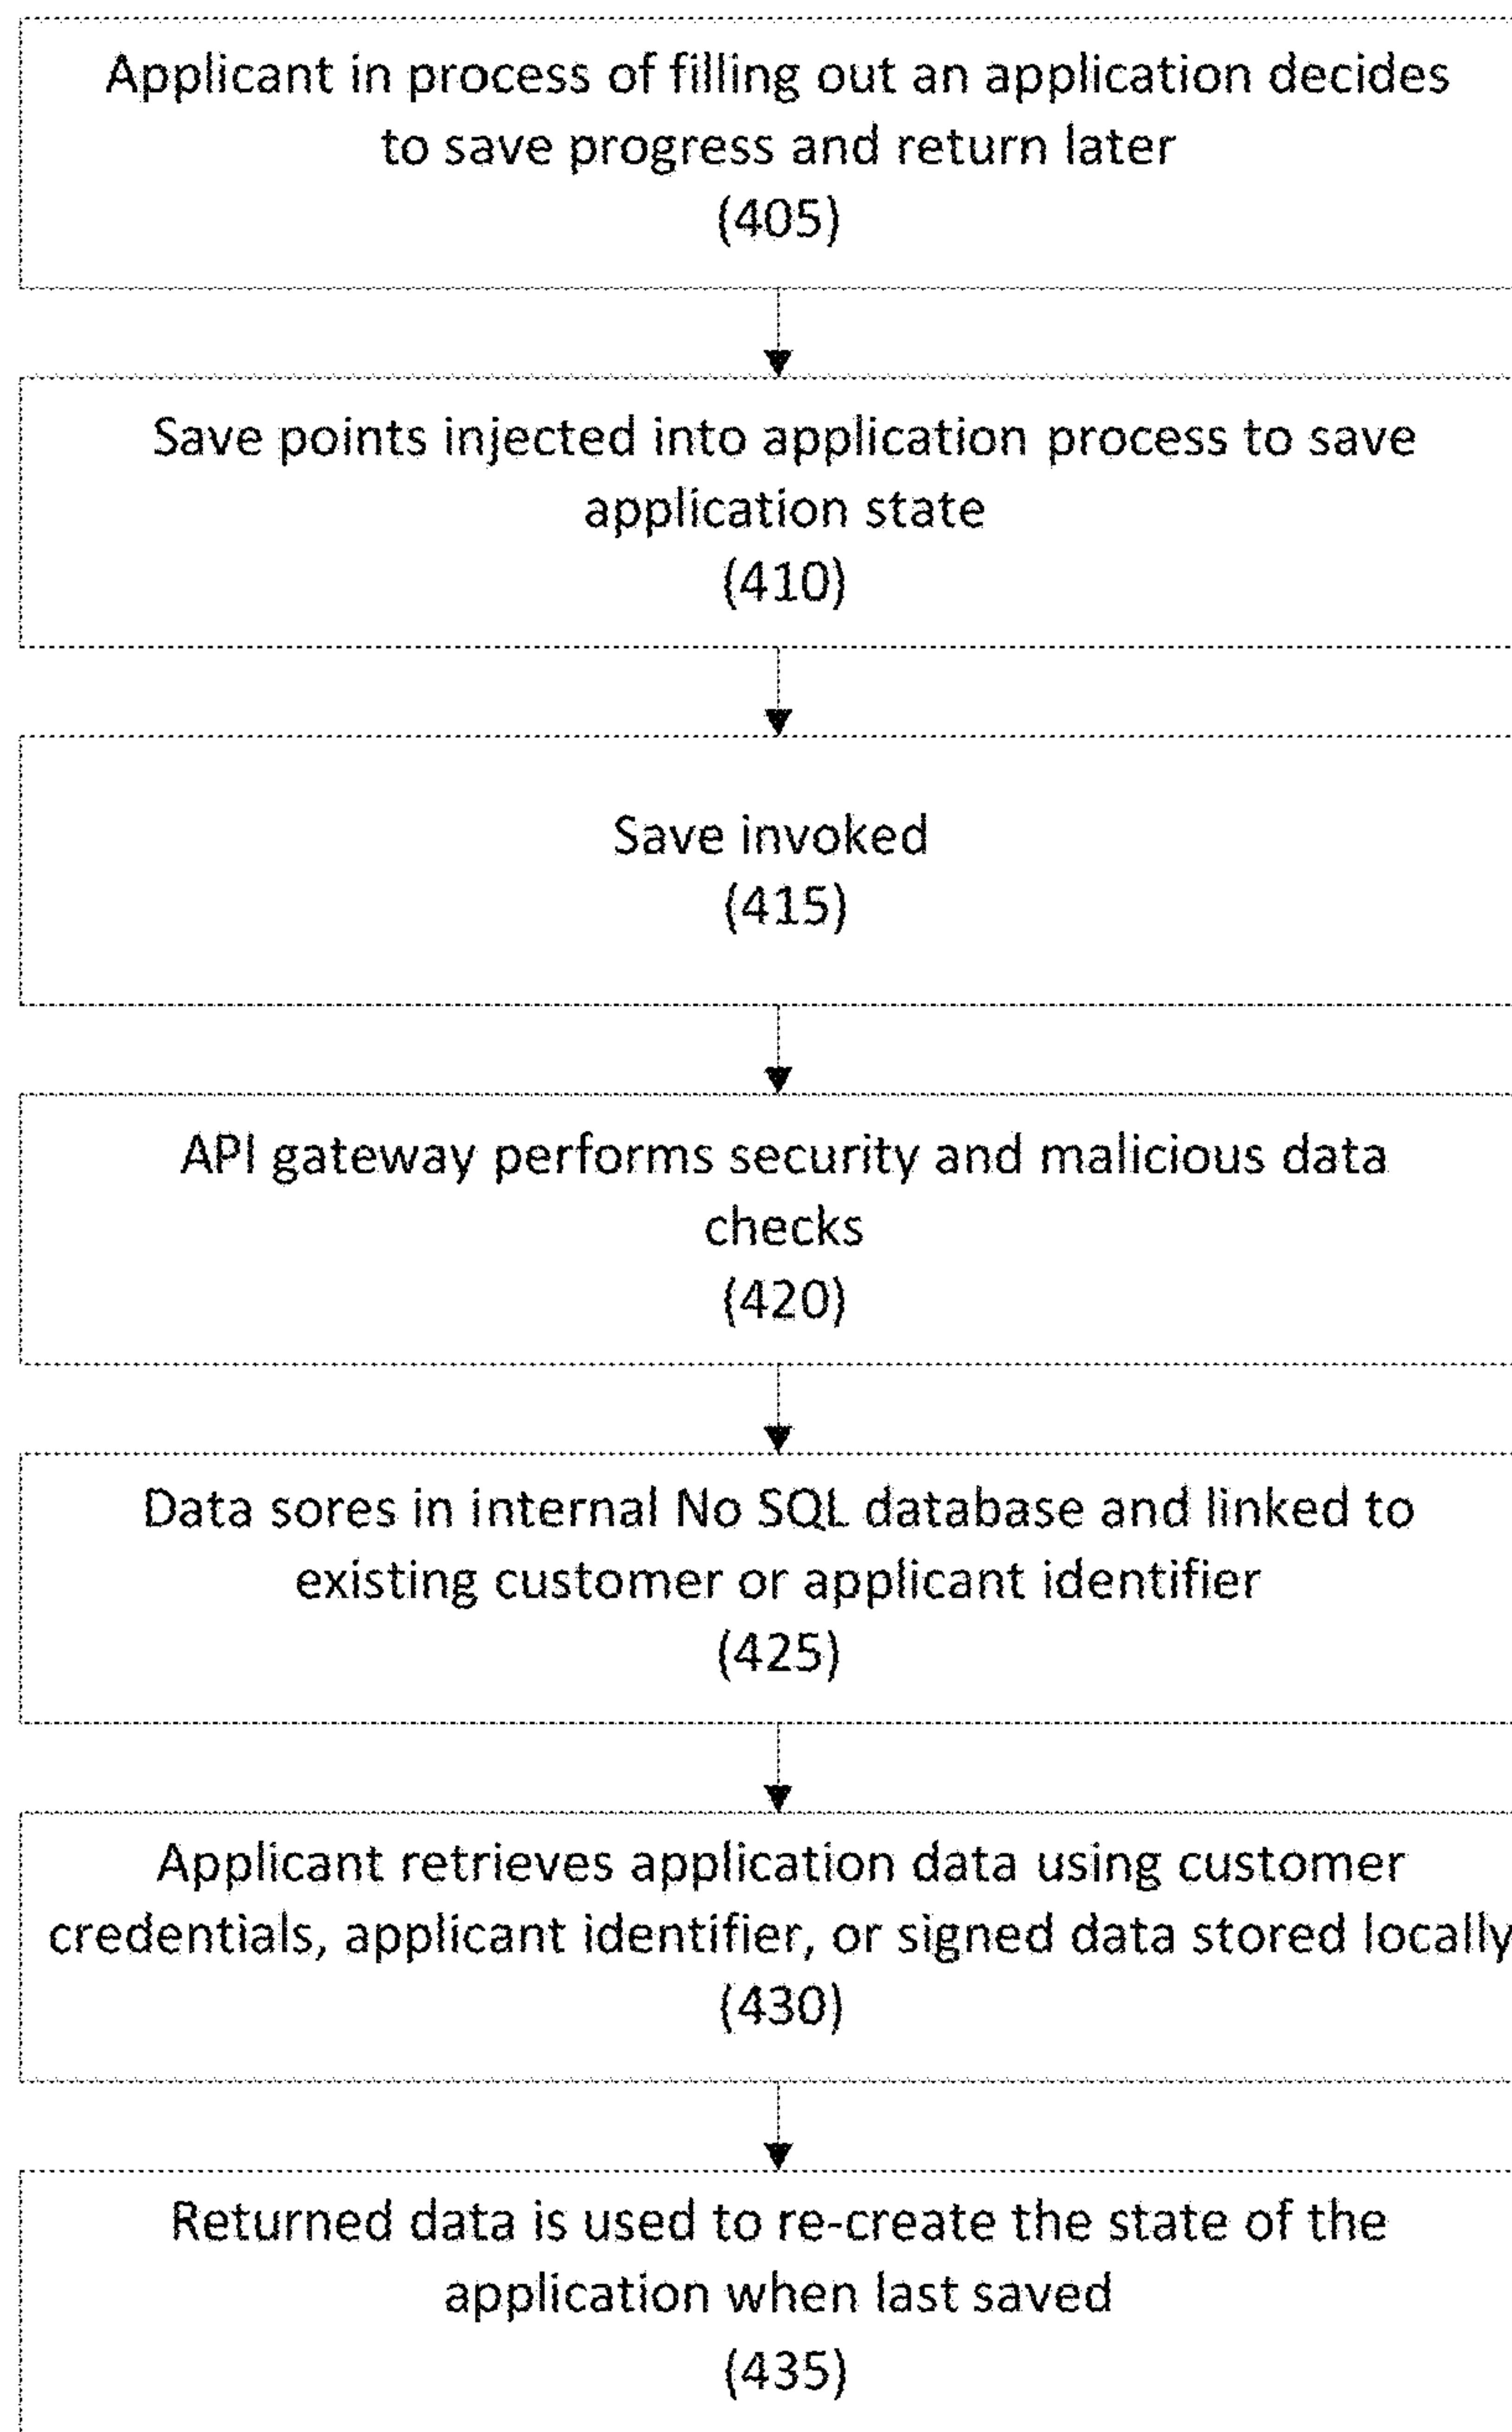 Applicant in process of filling out an application decides
to save progress and return later
(405)
Save points injected into application process to save
application state
(410)
Save invoked
(415)
API gateway performs security and malicious data
checks
(420)
Data sores in internal No SQL database and linked to
existing customer or applicant identifier
(425)
Applicant retrieves application data using customer
credentials, applicant identifier, or signed data stored locally
(430)
Returned data is used to re-create the state of the
application when last saved
(435)